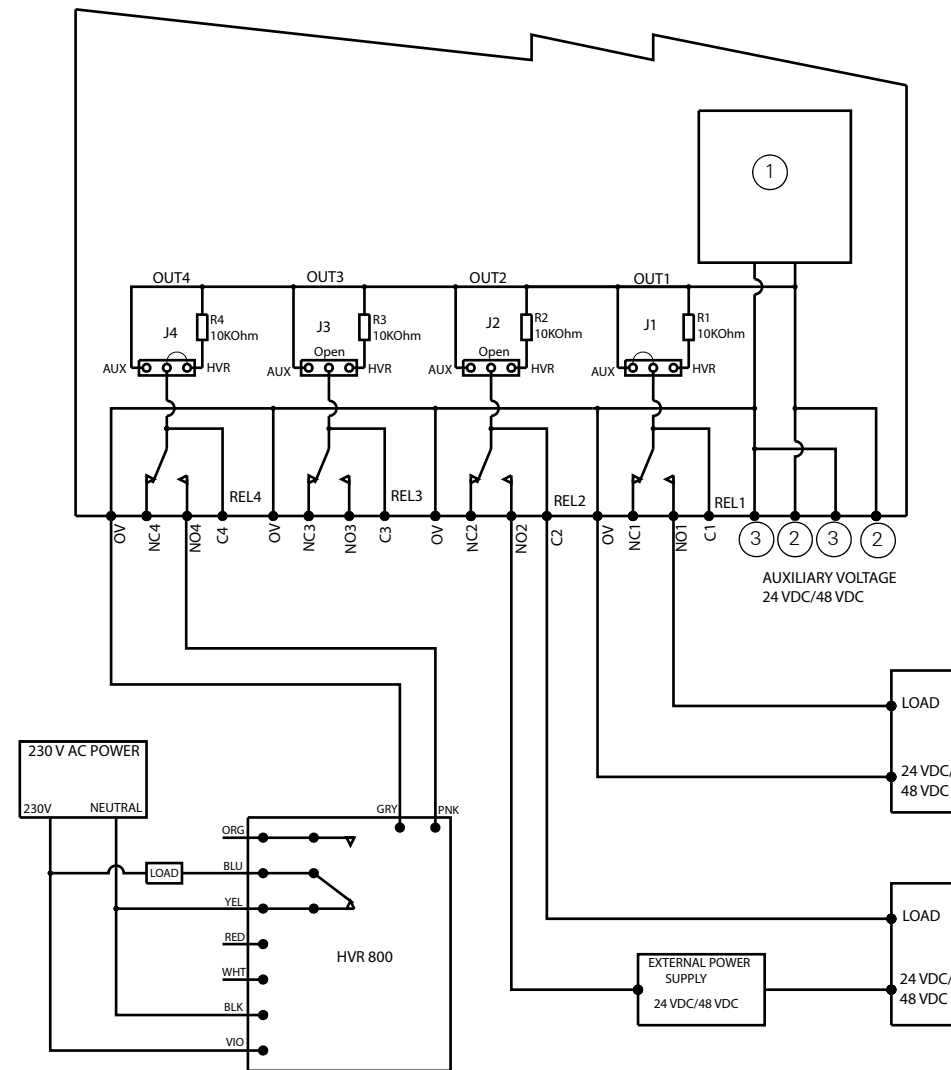 1
OUT4
OUT3
OUT2
OUT1
R4
10KOhm
R3
10KOhm
R2
10KOhm
R1
10KOhm
J4
J3
J2
J1
Open
Open
AUX
HVR
AUX
HVR
AUX
HVR
AUX
HVR
REL4
REL3
REL2
REL1
OV
NC4
NO4
C4
OV
NC3
NO3
C3
OV
NC2
NO2
C2
OV
NC1
NO1
C1
3
2
3
2
AUXILIARY VOLTAGE
24 VDC/48 VDC
LOAD
24 VDC/
48 VDC
230 V AC POWER
230V
NEUTRAL
GRY
PNK
ORG
BLU
LOAD
YEL
RED
WHT
BLK
VIO
HVR 800
EXTERNAL POWER
SUPPLY
24 VDC/48 VDC
LOAD
24 VDC/
48 VDC